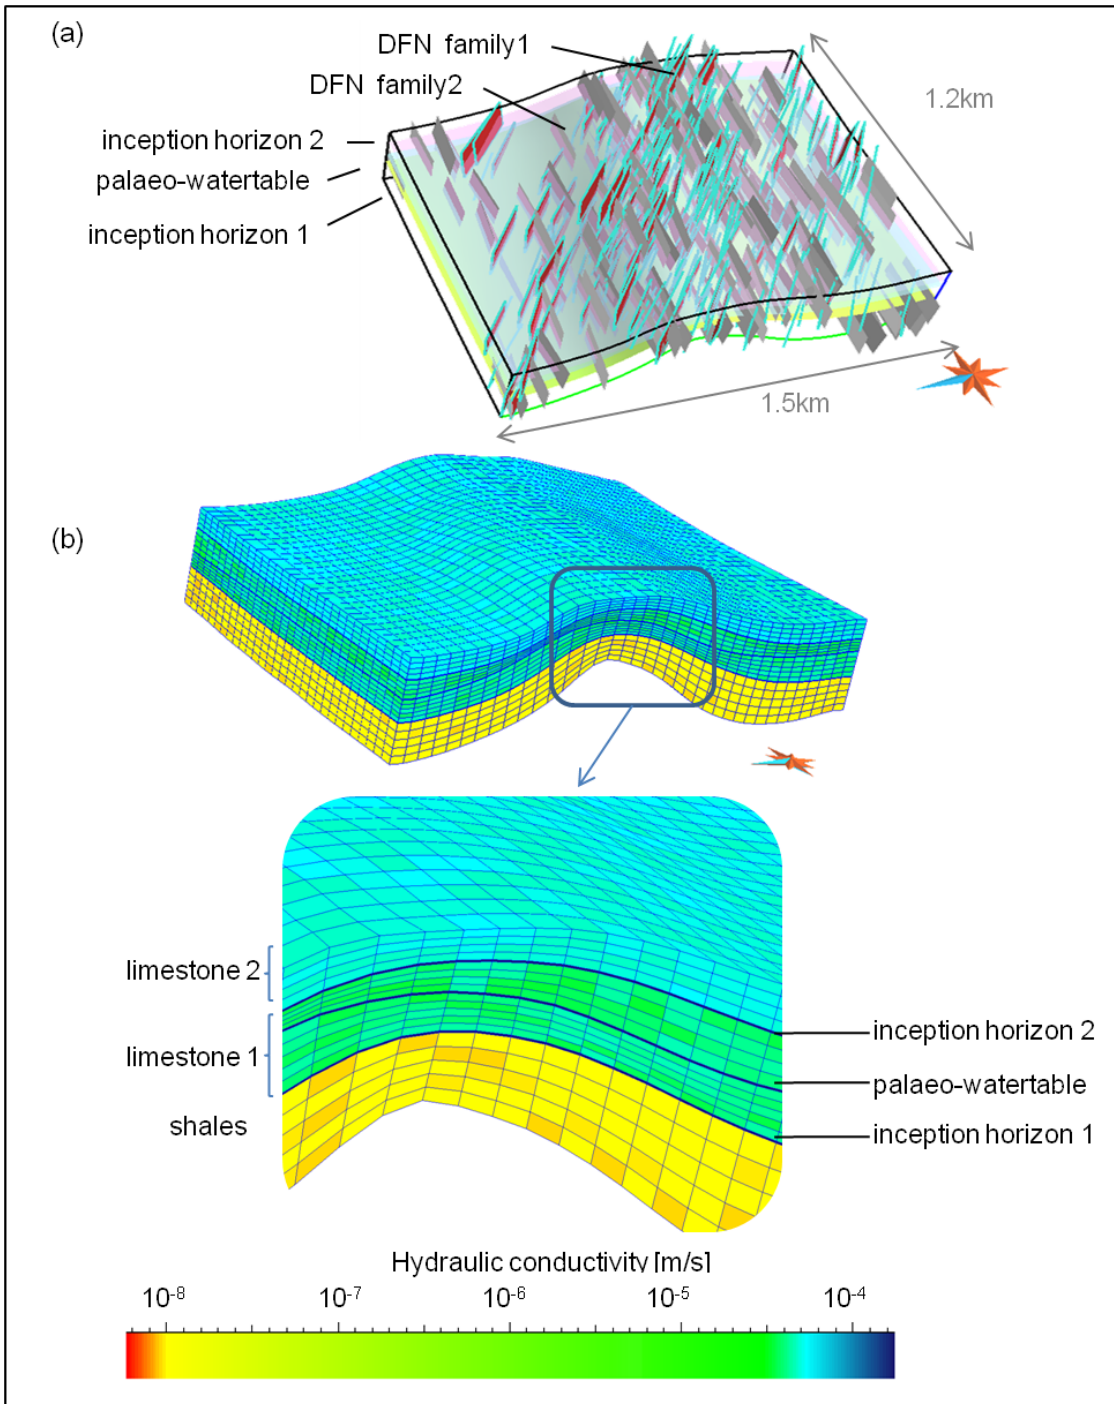 (a)
DFN family1
DFN family2
1.2km
inception horizon 2
palaeo-watertable
inception horizon 1
1.5km
(b)
limestone 2
inception horizon 2
limestone 1
palaeo-watertable
shales
inception horizon 1
Hydraulic conductivity [m/s]
10-8 10-7 10-6 10-5 10-4